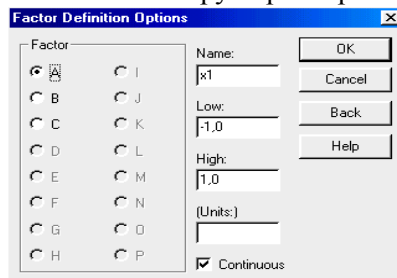 Factor Definition Options
Factor
A
I
B
J
C
K
D
L
E
M
F
N
G
O
H
P
Name:
x1
Low:
-1,0
High:
1,0
(Units:)
Continuous
OK
Cancel
Back
Help